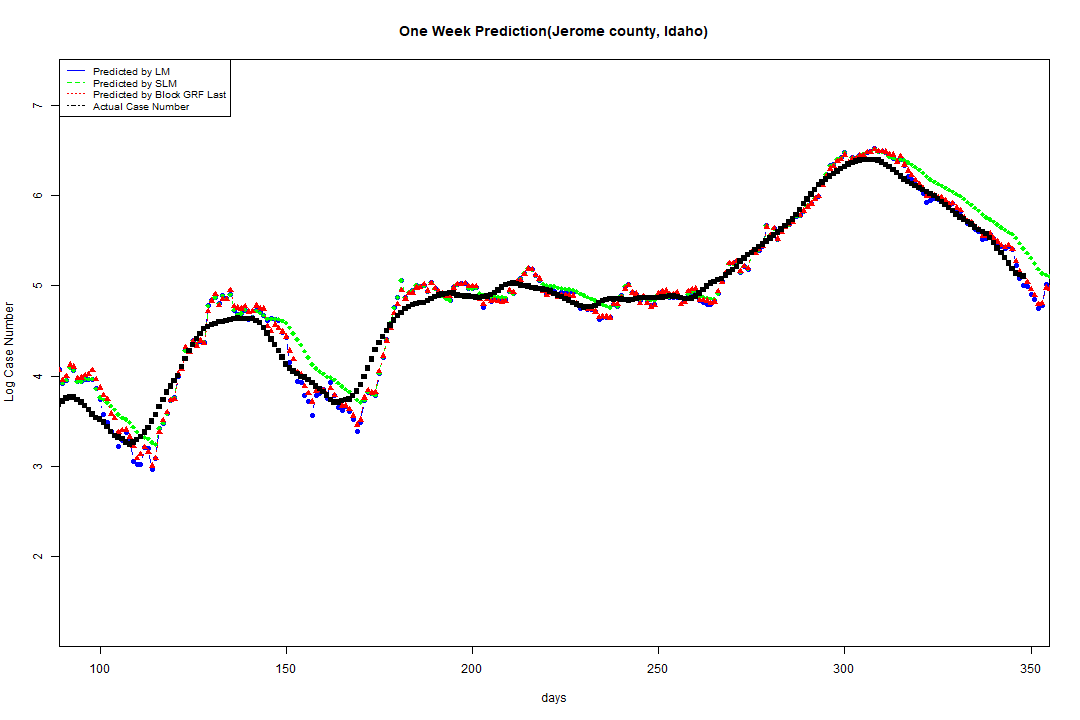 One Week Prediction(Jerome county, Idaho)
Predicted by LM
Predicted by SLM
Predicted by Block GRF Last
Actual Case Number
7
6
5
4
3
2
Log Case Number
100 150 200 250 300 350
days